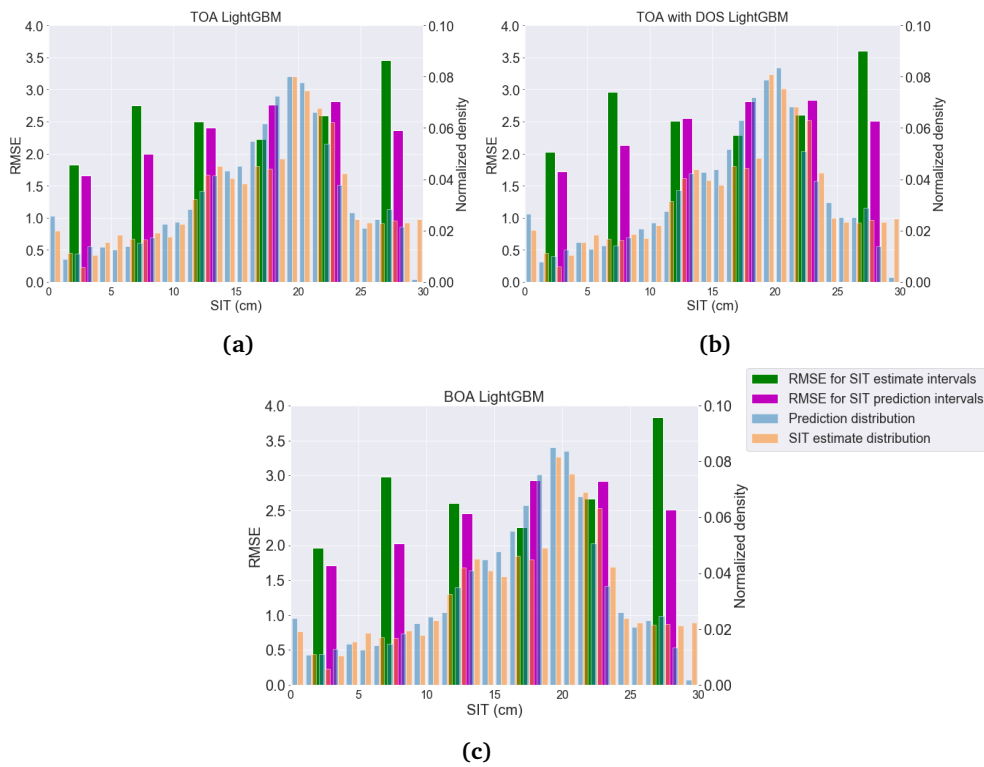 TOA LightGBM
4.0
3.5
3.0
2.5
2.0
1.5
1.0
0.5
0.0
RMSE
0.10
0.08
0.06
0.04
0.02
0.00
Normalized density
0 5 10 15 20 25 30
SIT (cm)
(a)
TOA with DOS LightGBM
4.0
3.5
3.0
2.5
2.0
1.5
1.0
0.5
0.0
RMSE
0.10
0.08
0.06
0.04
0.02
0.00
Normalized density
0 5 10 15 20 25 30
SIT (cm)
(b)
RMSE for SIT estimate intervals
RMSE for SIT prediction intervals
Prediction distribution
SIT estimate distribution
BOA LightGBM
4.0
3.5
3.0
2.5
2.0
1.5
1.0
0.5
0.0
RMSE
0.10
0.08
0.06
0.04
0.02
0.00
Normalized density
0 5 10 15 20 25 30
SIT (cm)
(c)